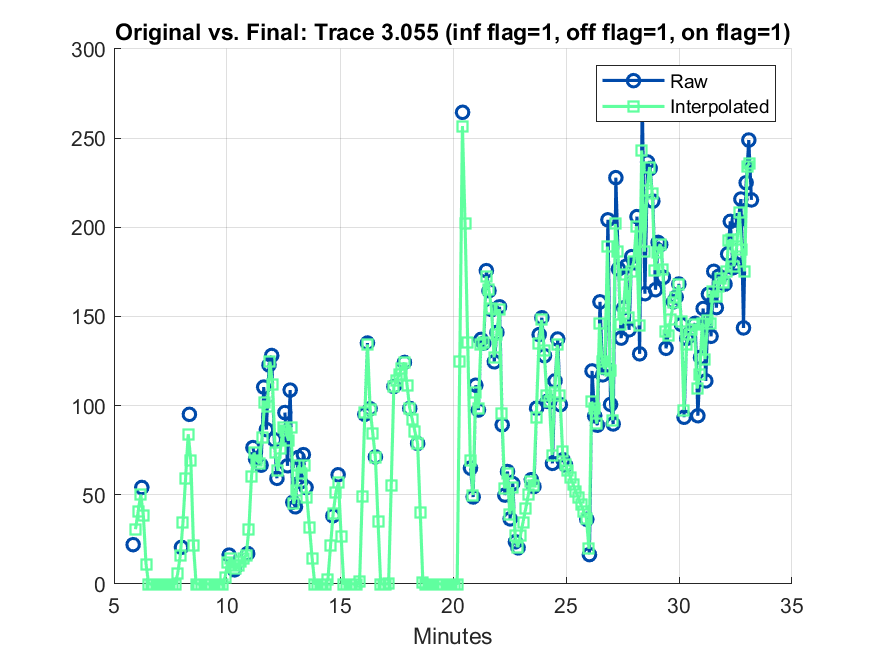 Original vs. Final: Trace 3.055 (inf flag=1, off flag=1, on flag=1)
300
250
200
150
100
50
0
Raw
Interpolated
5 10 15 20 25 30 35
Minutes